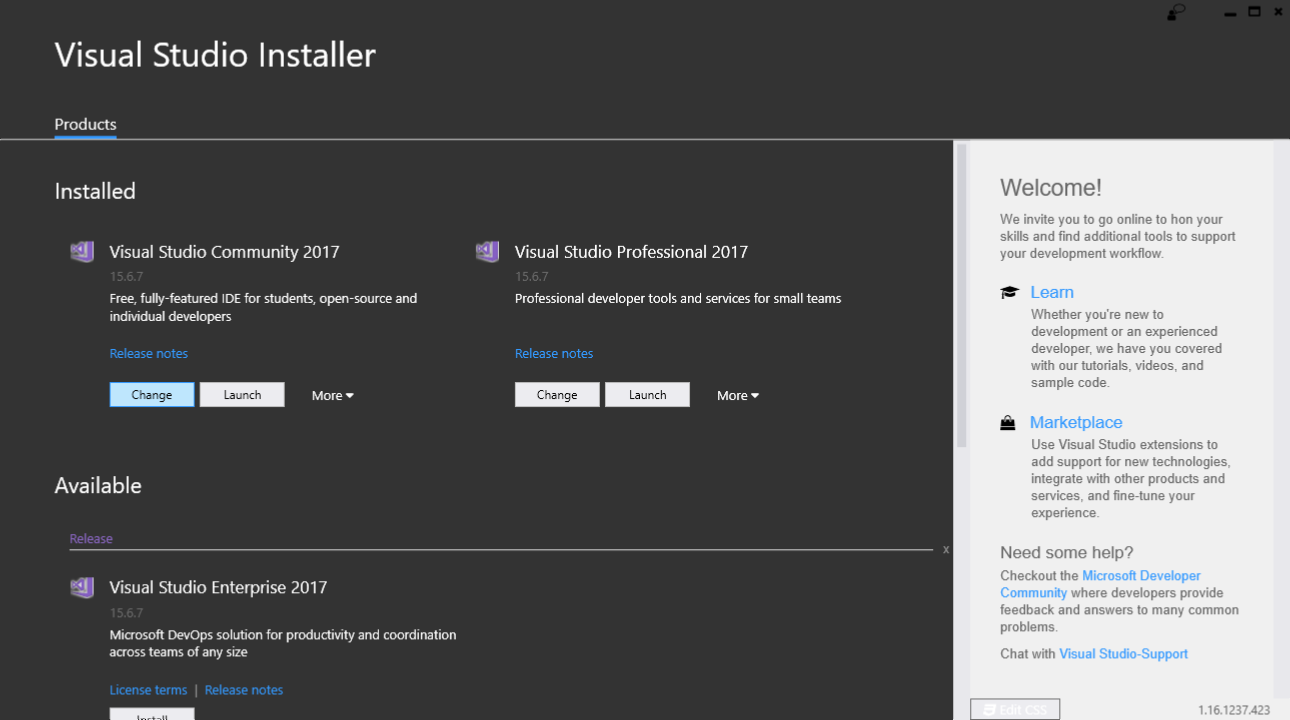 Visual Studio Installer
Products
Installed
Visual Studio Community 2017
15.6.7
Free, fully-featured IDE for students, open-source and
individual developers
Release notes
Change
Launch
More
Visual Studio Professional 2017
15.6.7
Professional developer tools and services for small teams
Release notes
Change
Launch
More
Available
Release
x
Visual Studio Enterprise 2017
15.6.7
Microsoft DevOps solution for productivity and coordination
across teams of any size
License terms | Release notes
Install
Welcome!
We invite you to go online to hon your
skills and find additional tools to support
your development workflow.
Learn
Whether you're new to
development or an experienced
developer, we have you covered
with our tutorials, videos, and
sample code.
Marketplace
Use Visual Studio extensions to
add support for new technologies,
integrate with other products and
services, and fine-tune your
experience.
Need some help?
Checkout the Microsoft Developer
Community where developers provide
feedback and answers to many common
problems.
Chat with Visual Studio-Support
Edit CSS
1.16.1237.423